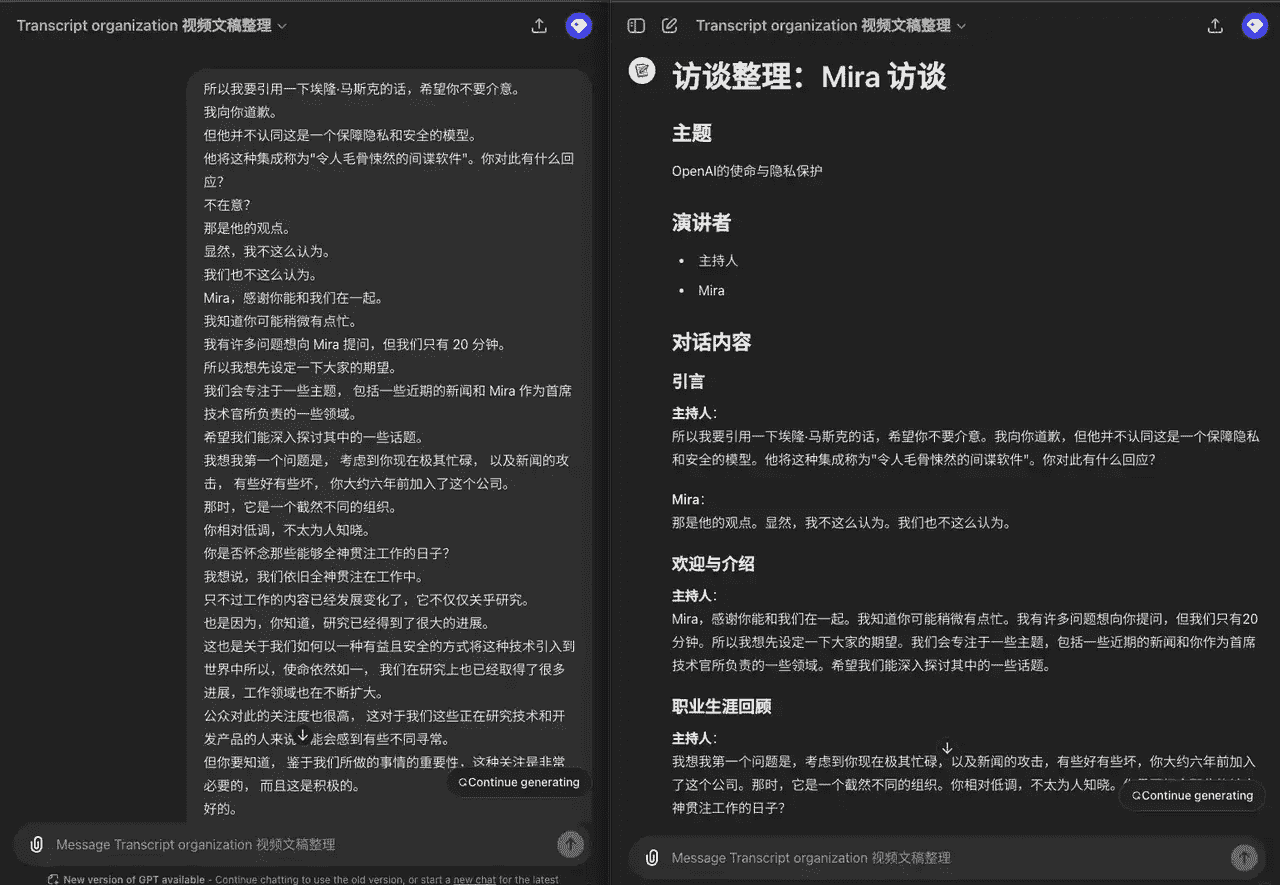 Transcript organization 视频文稿整理
所以我要引用一下埃隆·马斯克的话，希望你不要介意。
我向你道歉。
但他并不认同这是一个保障隐私和安全的模型。
他将这种集成称为"令人毛骨悚然的间谍软件"。你对此有什么回
应？
不在意？
那是他的观点。
显然，我不这么认为。
我们也不这么认为。
Mira，感谢你能和我们在一起。
我知道你可能稍微有点忙。
我有许多问题想向 Mira 提问，但我们只有 20 分钟。
所以我想先设定一下大家的期望。
我们会专注于一些主题， 包括一些近期的新闻和 Mira 作为首席
技术官所负责的一些领域。
希望我们能深入探讨其中的一些话题。
我想我第一个问题是， 考虑到你现在极其忙碌， 以及新闻的攻
击， 有些好有些坏， 你大约六年前加入了这个公司。
那时，它是一个截然不同的组织。
你相对低调，不太为人知晓。
你是否怀念那些能够全神贯注工作的日子？
我想说，我们依旧全神贯注在工作中。
只不过工作的内容已经发展变化了，它不仅仅关乎研究。
也是因为，你知道，研究已经得到了很大的进展。
这也是关于我们如何以一种有益且安全的方式将这种技术引入到
世界中所以，使命依然如一， 我们在研究上也已经取得了很多
进展，工作领域也在不断扩大。
公众对此的关注度也很高， 这对于我们这些正在研究技术和开
发产品的人来说 能会感到有些不同寻常。
但你要知道， 鉴于我们所做的事情的重要性，这种关注是非常
必要的， 而且这是积极的。
好的。
Continue generating
Message Transcript organization 视频文稿整理
New version of GPT available - Continue chatting to use the old version, or start a new chat for the latest
Transcript organization 视频文稿整理
访谈整理：Mira 访谈
主题
OpenAI的使命与隐私保护
演讲者
• 主持人
• Mira
对话内容
引言
主持人：
所以我要引用一下埃隆·马斯克的话，希望你不要介意。我向你道歉，但他并不认同这是一个保障隐私
和安全的模型。他将这种集成称为"令人毛骨悚然的间谍软件"。你对此有什么回应？
Mira：
那是他的观点。显然，我不这么认为。我们也不这么认为。
欢迎与介绍
主持人：
Mira，感谢你能和我们在一起。我知道你可能稍微有点忙。我有许多问题想向你提问，但我们只有20
分钟。所以我想先设定一下大家的期望。我们会专注于一些主题，包括一些近期的新闻和你作为首席
技术官所负责的一些领域。希望我们能深入探讨其中的一些话题。
职业生涯回顾
主持人：
我想我第一个问题是，考虑到你现在极其忙碌，以及新闻的攻击，有些好有些坏，你大约六年前加入
了这个公司。那时，它是一个截然不同的组织。你相对低调，不太为人知晓。
神贯注工作的日子？
Continue generating
Message Transcript organization 视频文稿整理